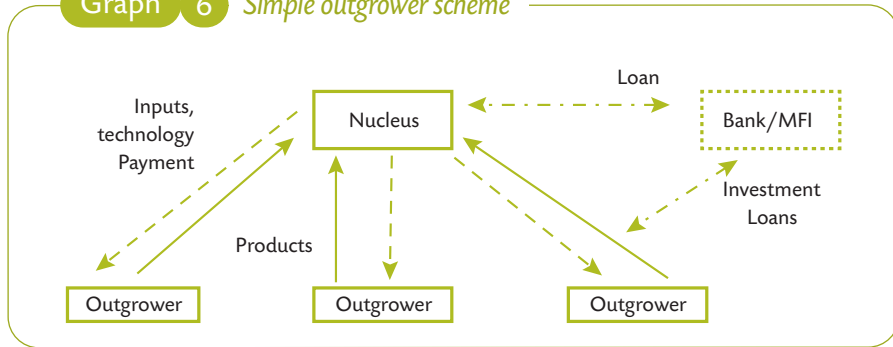 Graph 6 Simple outgrower scheme
Loan
Inputs,
technology
Payment
Nucleus
Bank/MFI
Investment
Loans
Products
Outgrower
Outgrower
Outgrower